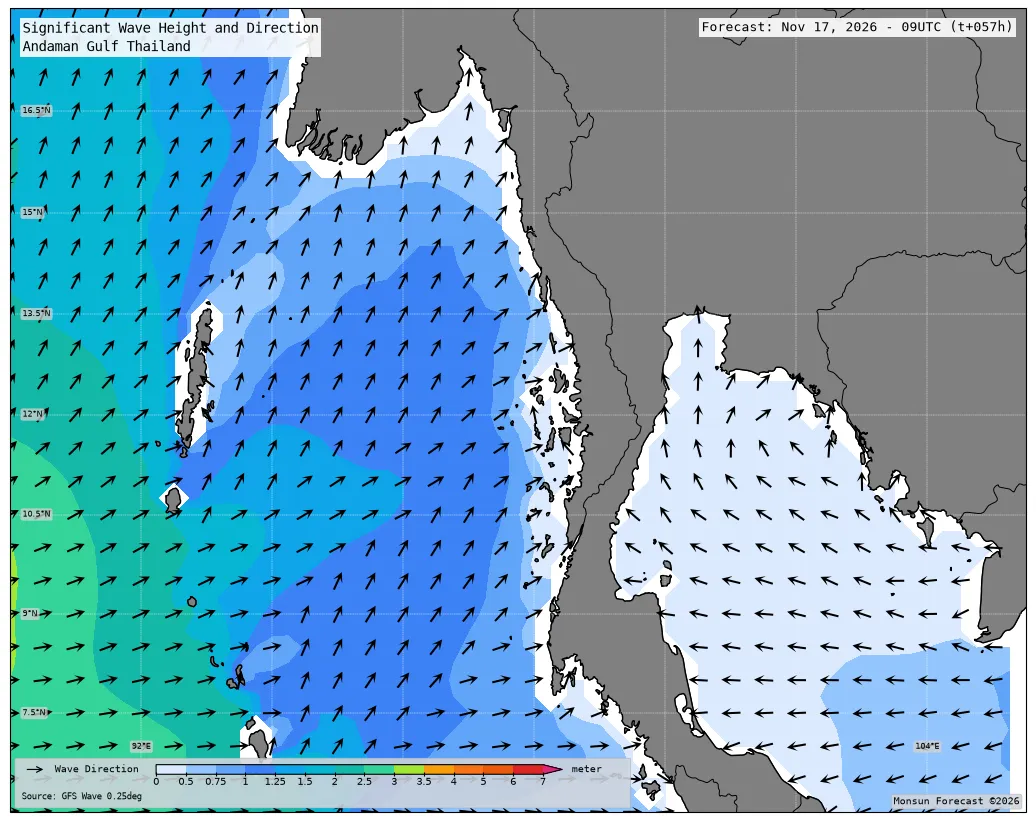 Significant Wave Height and Direction
Andaman Gulf Thailand
Forecast: Nov 17, 2026 - 09UTC (t+057h)
16.5°N
15°N
13.5°N
12°N
10.5°N
9°N
7.5°N
92°E
104°E
Wave Direction
0 0.5 0.75 1 1.25 1.5 2 2.5 3 3.5 4 5 6 7
meter
Source: GFS Wave 0.25deg
Monsun Forecast ©2026